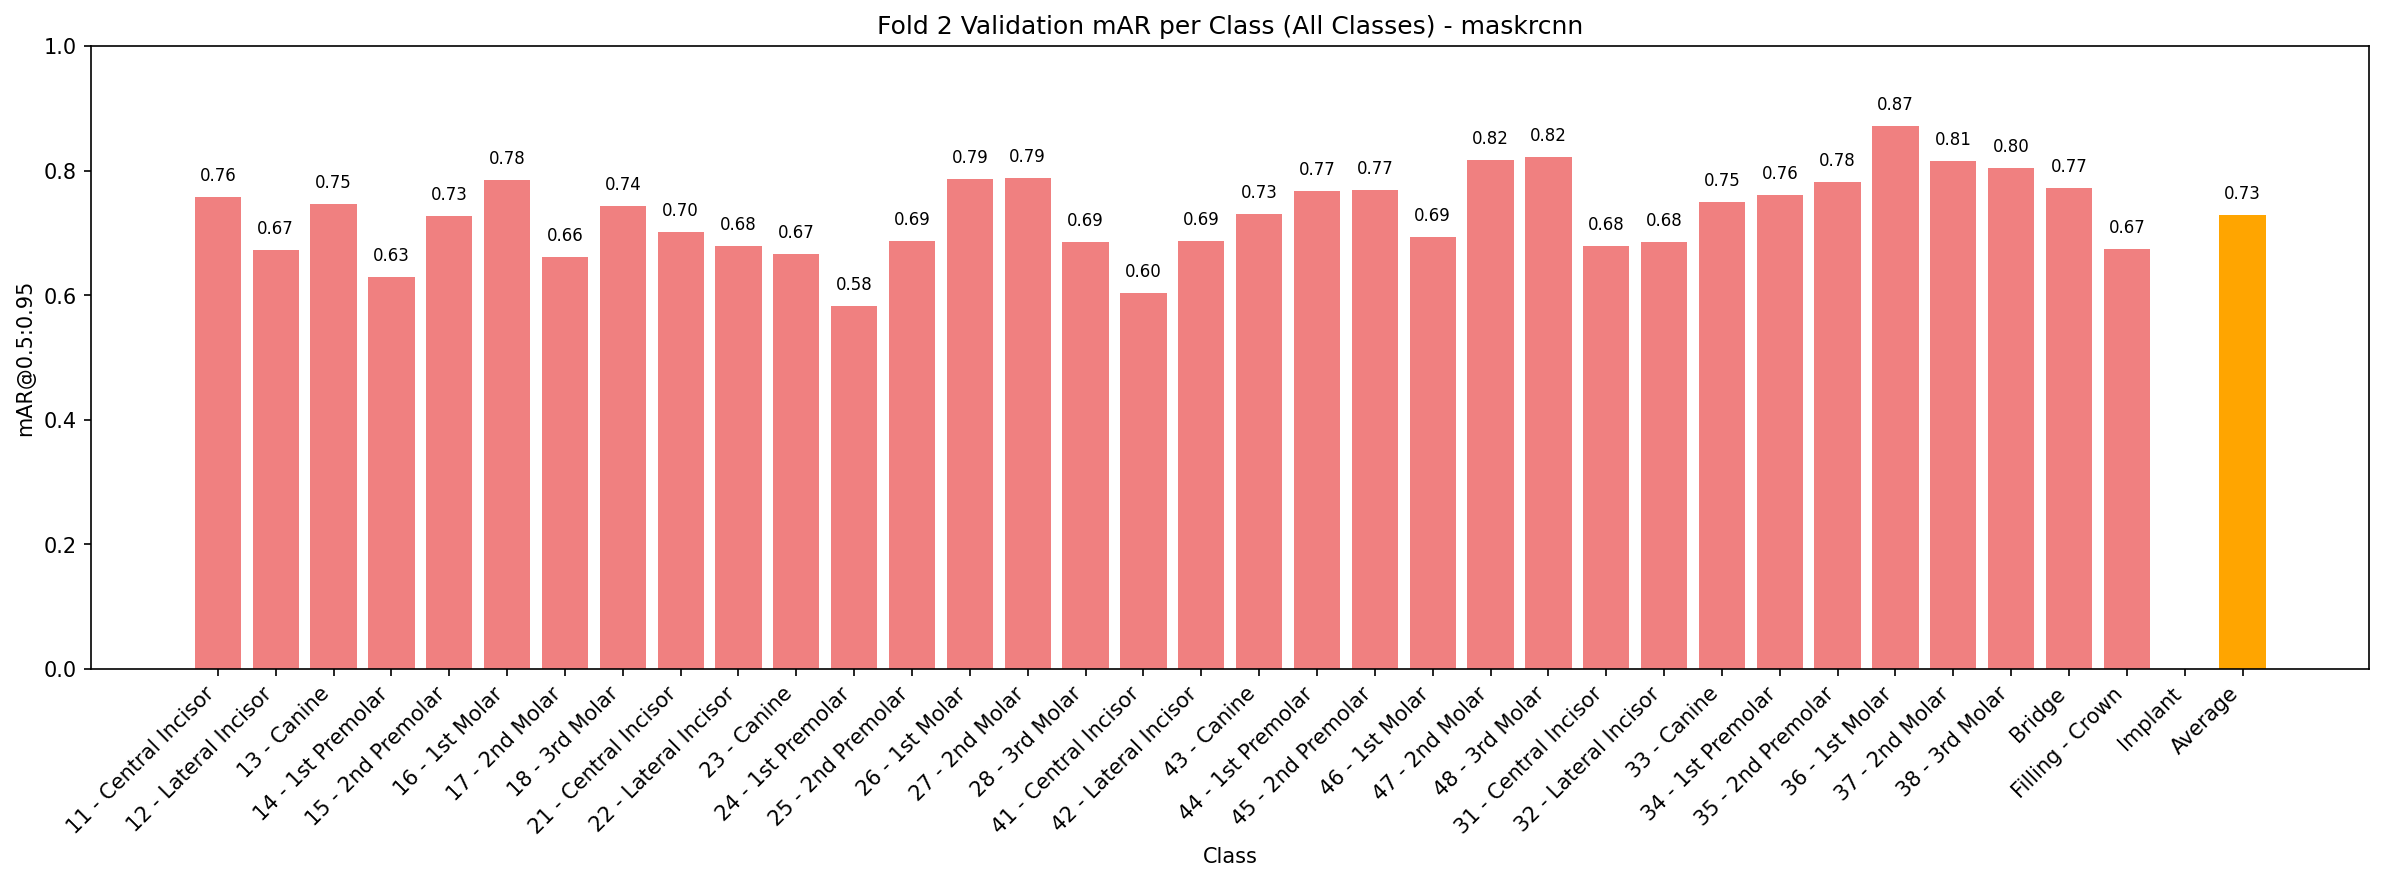 Fold 2 Validation mAR per Class (All Classes) - maskrcnn
mAR@0.5:0.95
1.0
0.8
0.6
0.4
0.2
0.0
0.76
0.67
0.75
0.63
0.73
0.78
0.66
0.74
0.70
0.68
0.67
0.58
0.69
0.79
0.79
0.69
0.60
0.69
0.73
0.77
0.77
0.69
0.82
0.82
0.68
0.68
0.75
0.76
0.78
0.87
0.81
0.80
0.77
0.67
0.73
11 - Central Incisor
12 - Lateral Incisor
13 - Canine
14 - 1st Premolar
15 - 2nd Premolar
16 - 1st Molar
17 - 2nd Molar
18 - 3rd Molar
21 - Central Incisor
22 - Lateral Incisor
23 - Canine
24 - 1st Premolar
25 - 2nd Premolar
26 - 1st Molar
27 - 2nd Molar
28 - 3rd Molar
41 - Central Incisor
42 - Lateral Incisor
43 - Canine
44 - 1st Premolar
45 - 2nd Premolar
46 - 1st Molar
47 - 2nd Molar
48 - 3rd Molar
31 - Central Incisor
32 - Lateral Incisor
33 - Canine
34 - 1st Premolar
35 - 2nd Premolar
36 - 1st Molar
37 - 2nd Molar
38 - 3rd Molar
Bridge
Filling - Crown
Implant
Average
Class